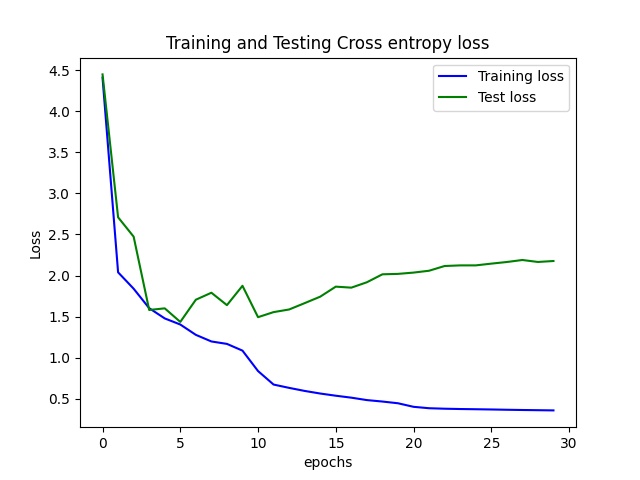 Training and Testing Cross entropy loss
Training loss
Test loss
4.5
4.0
3.5
3.0
2.5
2.0
1.5
1.0
0.5
Loss
0 5 10 15 20 25 30
epochs